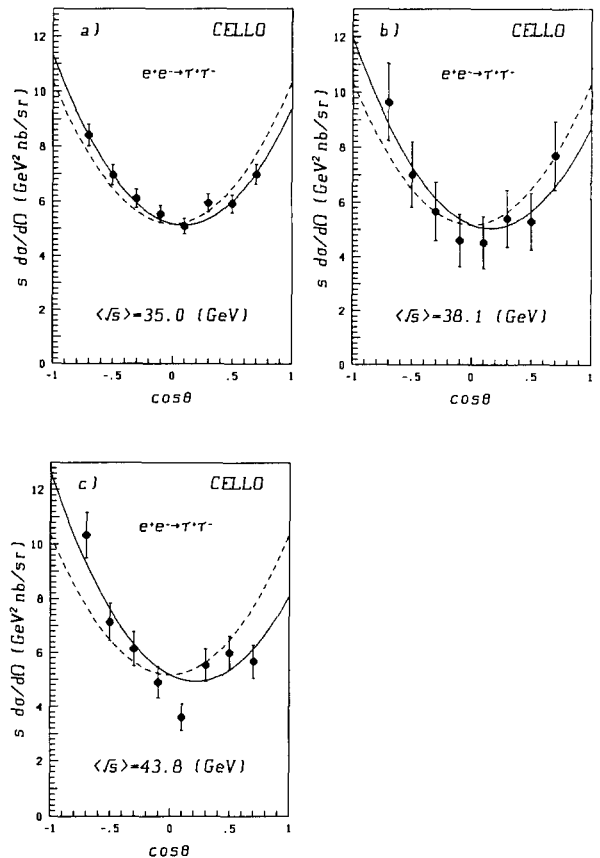 a) CELLO
e⁺e⁻→τ⁺τ⁻
s dσ/dΩ (GeV² nb/sr)
12
10
8
6
4
2
0
<√s>=35.0 (GeV)
-1 -.5 0 .5 1
cosθ
b) CELLO
e⁺e⁻→τ⁺τ⁻
s dσ/dΩ (GeV² nb/sr)
12
10
8
6
4
2
0
<√s>=38.1 (GeV)
-1 -.5 0 .5 1
cosθ
c) CELLO
e⁺e⁻→τ⁺τ⁻
s dσ/dΩ (GeV² nb/sr)
12
10
8
6
4
2
0
<√s>=43.8 (GeV)
-1 -.5 0 .5 1
cosθ